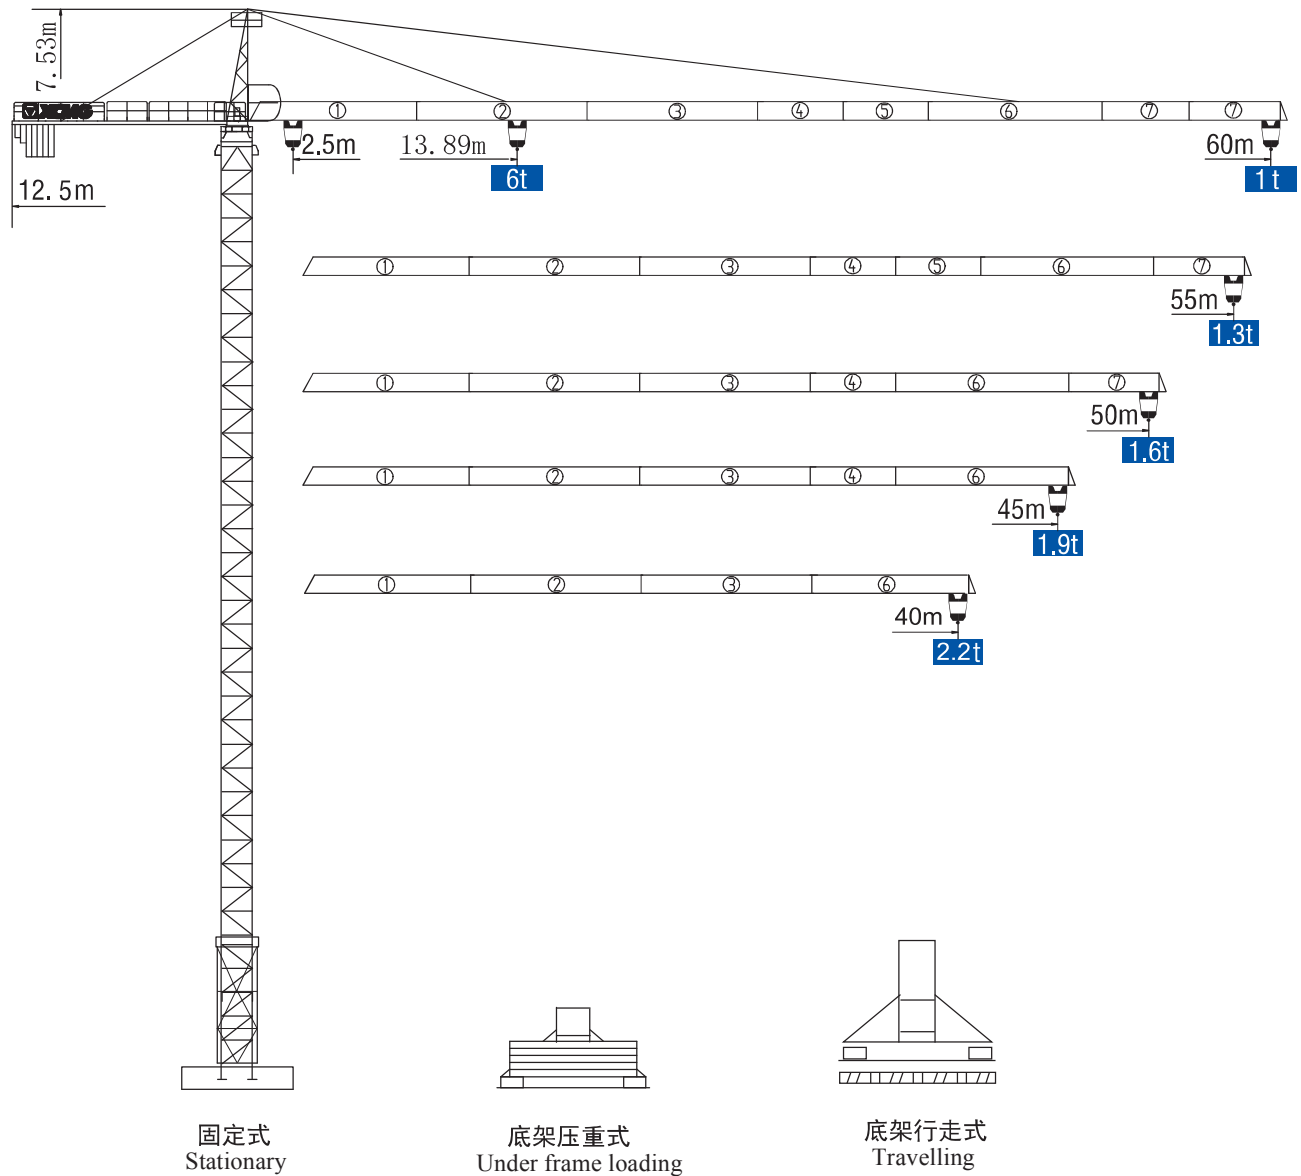 7.53m
XCMG
① ② ③ ④ ⑤ ⑥ ⑦ ⑦
2.5m 13.89m 60m
6t 1t
12.5m
① ② ③ ④ ⑤ ⑥ ⑦
55m
1.3t
① ② ③ ④ ⑥ ⑦
50m
1.6t
① ② ③ ④ ⑥
45m
1.9t
① ② ③ ⑥
40m
2.2t
固定式
Stationary
底架压重式
Under frame loading
底架行走式
Travelling